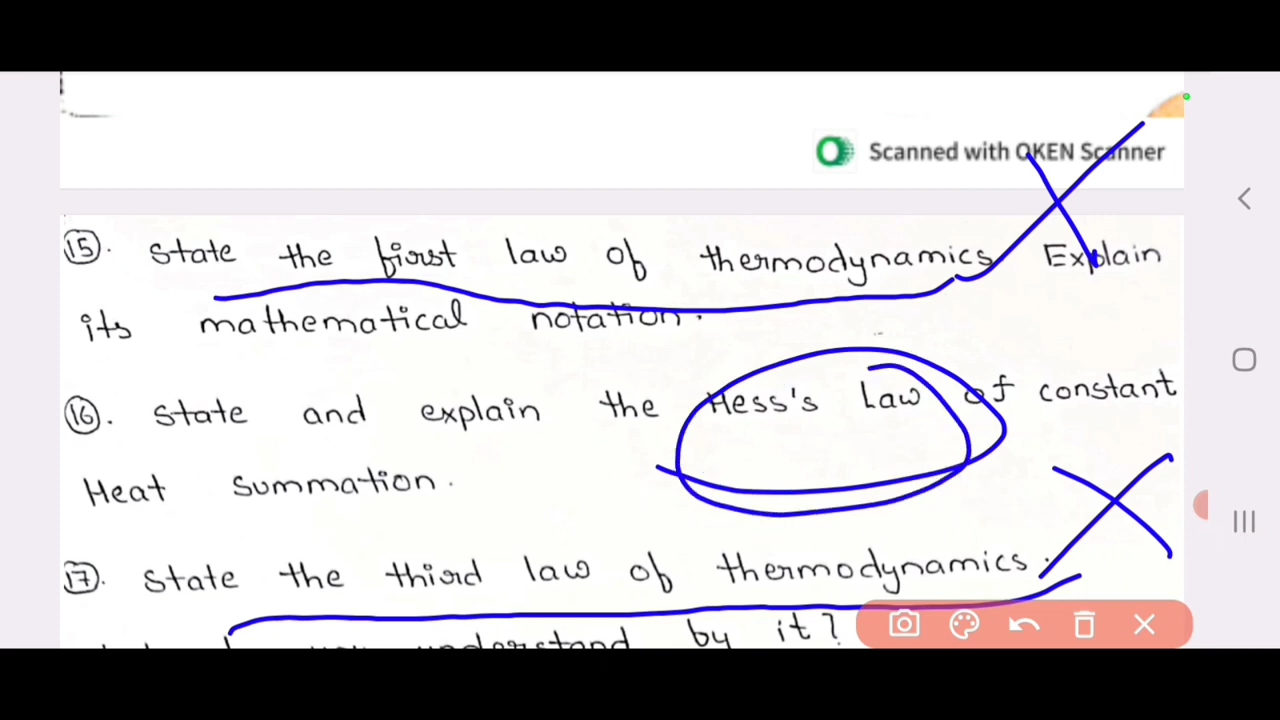 Scanned with OKEN Scanner
15. State the first law of thermodynamics. Explain
its mathematical notation.
16. State and explain the Hess's Law of constant
Heat summation.
17. State the third law of thermodynamics.
understand by it?